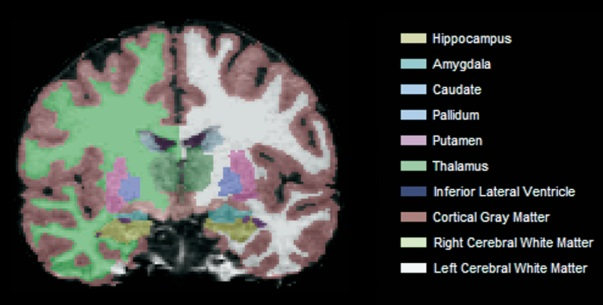 Hippocampus
Amygdala
Caudate
Pallidum
Putamen
Thalamus
Inferior Lateral Ventricle
Cortical Gray Matter
Right Cerebral White Matter
Left Cerebral White Matter